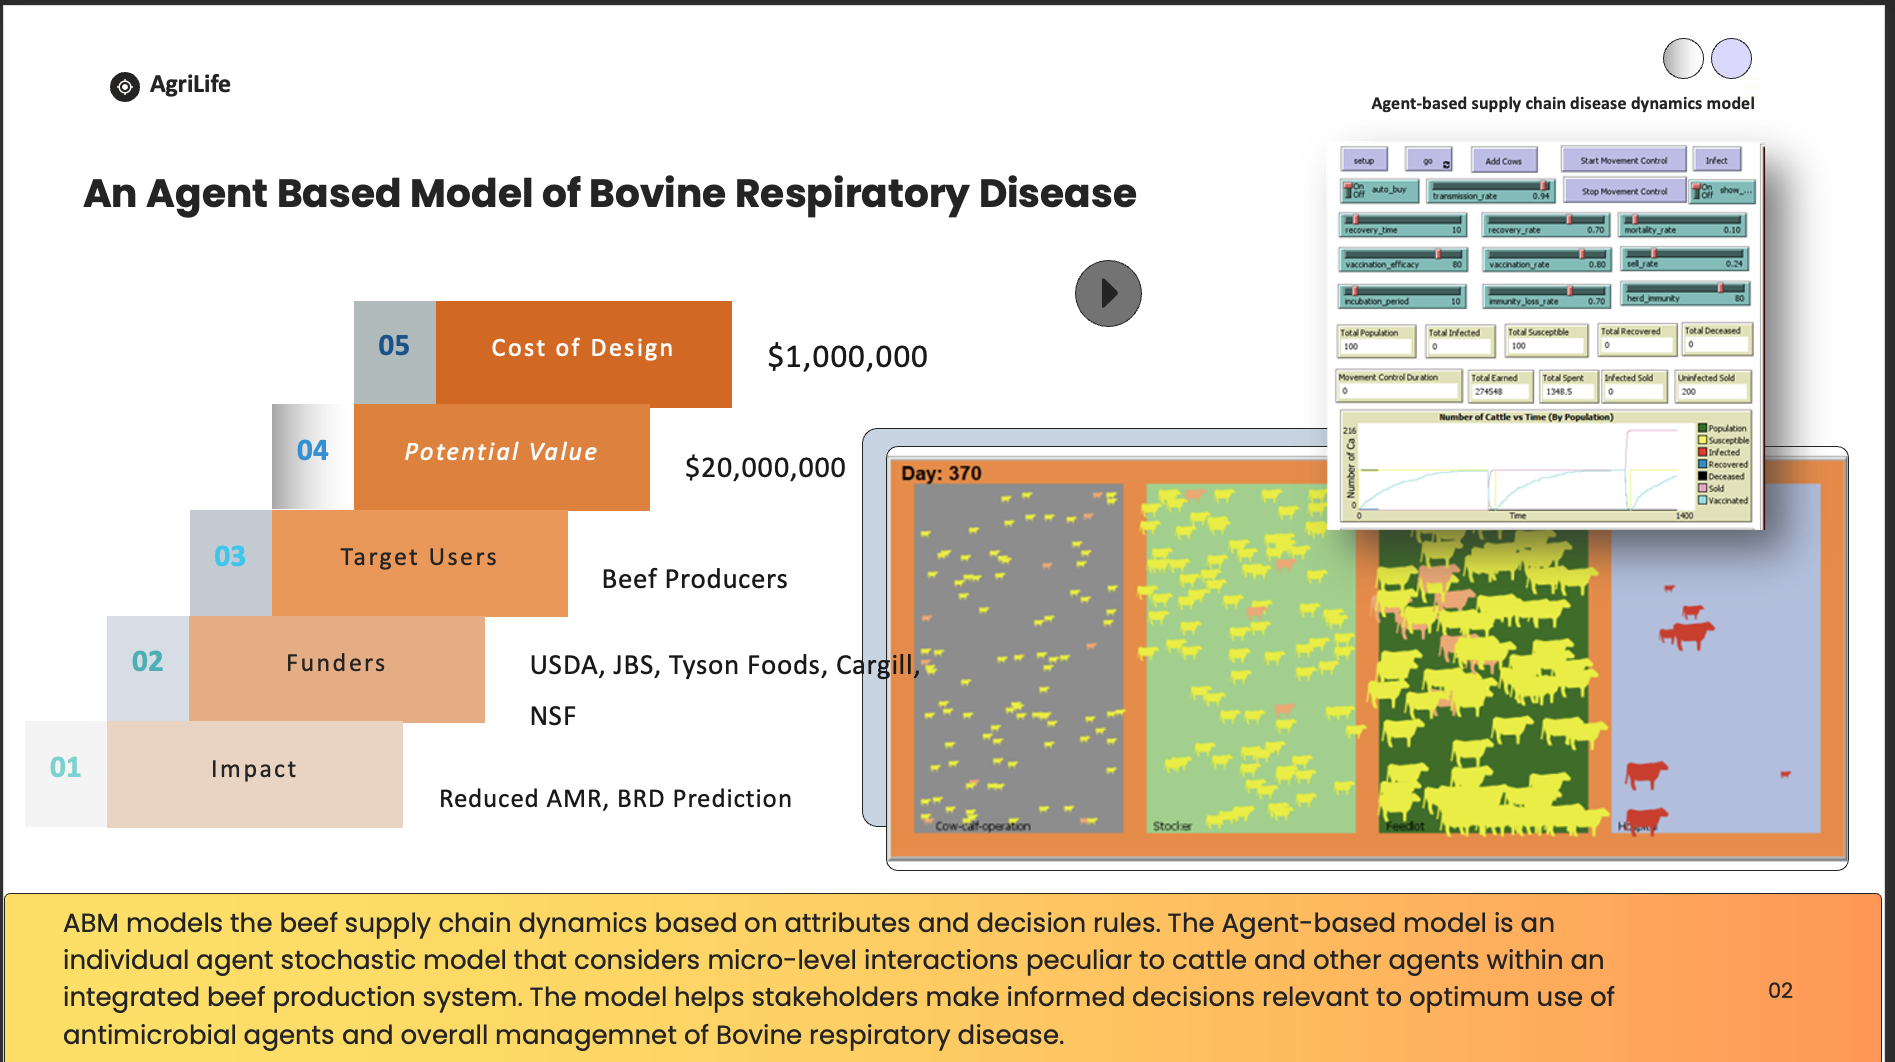 AgriLife
Agent-based supply chain disease dynamics model
An Agent Based Model of Bovine Respiratory Disease
05
Cost of Design
$1,000,000
04
Potential Value
$20,000,000
03
Target Users
Beef Producers
02
Funders
USDA, JBS, Tyson Foods, Cargill,
NSF
01
Impact
Reduced AMR, BRD Prediction
setup
go
Add Cows
Start Movement Control
Infect
On
Off
auto_buy
transmission_rate 0.94
Stop Movement Control
On
Off
show_...
recovery_time 10
recovery_rate 0.70
mortality_rate 0.10
vaccination_efficacy 80
vaccination_rate 0.80
sell_rate 0.24
incubation_period 10
immunity_loss_rate 0.70
herd_immunity 80
Total Population
100
Total Infected
0
Total Susceptible
100
Total Recovered
0
Total Deceased
0
Movement Control Duration
0
Total Earned
274548
Total Spent
1348.5
Infected Sold
0
Uninfected Sold
200
Number of Cattle vs Time (By Population)
216
Number of Ca
0
0
Time
1400
Population
Susceptible
Infected
Recovered
Deceased
Sold
Vaccinated
Day: 370
Cow-calf-operation
Stocker
Feedlot
ABM models the beef supply chain dynamics based on attributes and decision rules. The Agent-based model is an
individual agent stochastic model that considers micro-level interactions peculiar to cattle and other agents within an
integrated beef production system. The model helps stakeholders make informed decisions relevant to optimum use of
antimicrobial agents and overall managemnet of Bovine respiratory disease.
02